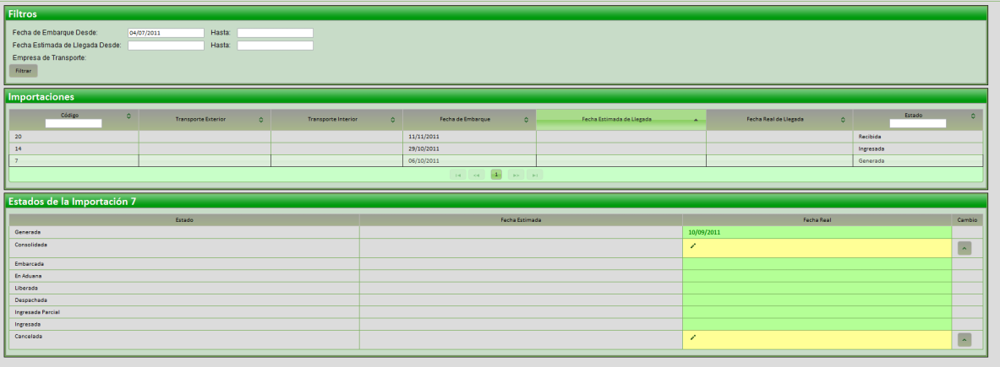 Filtros
Fecha de Embarque Desde: 04/07/2011 Hasta:
Fecha Estimada de Llegada Desde: Hasta:
Empresa de Transporte:
Filtrar
Importaciones
Código Transporte Exterior Transporte Interior Fecha de Embarque Fecha Estimada de Llegada Fecha Real de Llegada Estado
20 11/11/2011 Recibida
14 29/10/2011 Ingresada
7 06/10/2011 Generada
1
Estados de la Importación 7
Estado Fecha Estimada Fecha Real Cambio
Generada 10/09/2011
Consolidada
Embarcada
En Aduana
Liberada
Despachada
Ingresada Parcial
Ingresada
Cancelada